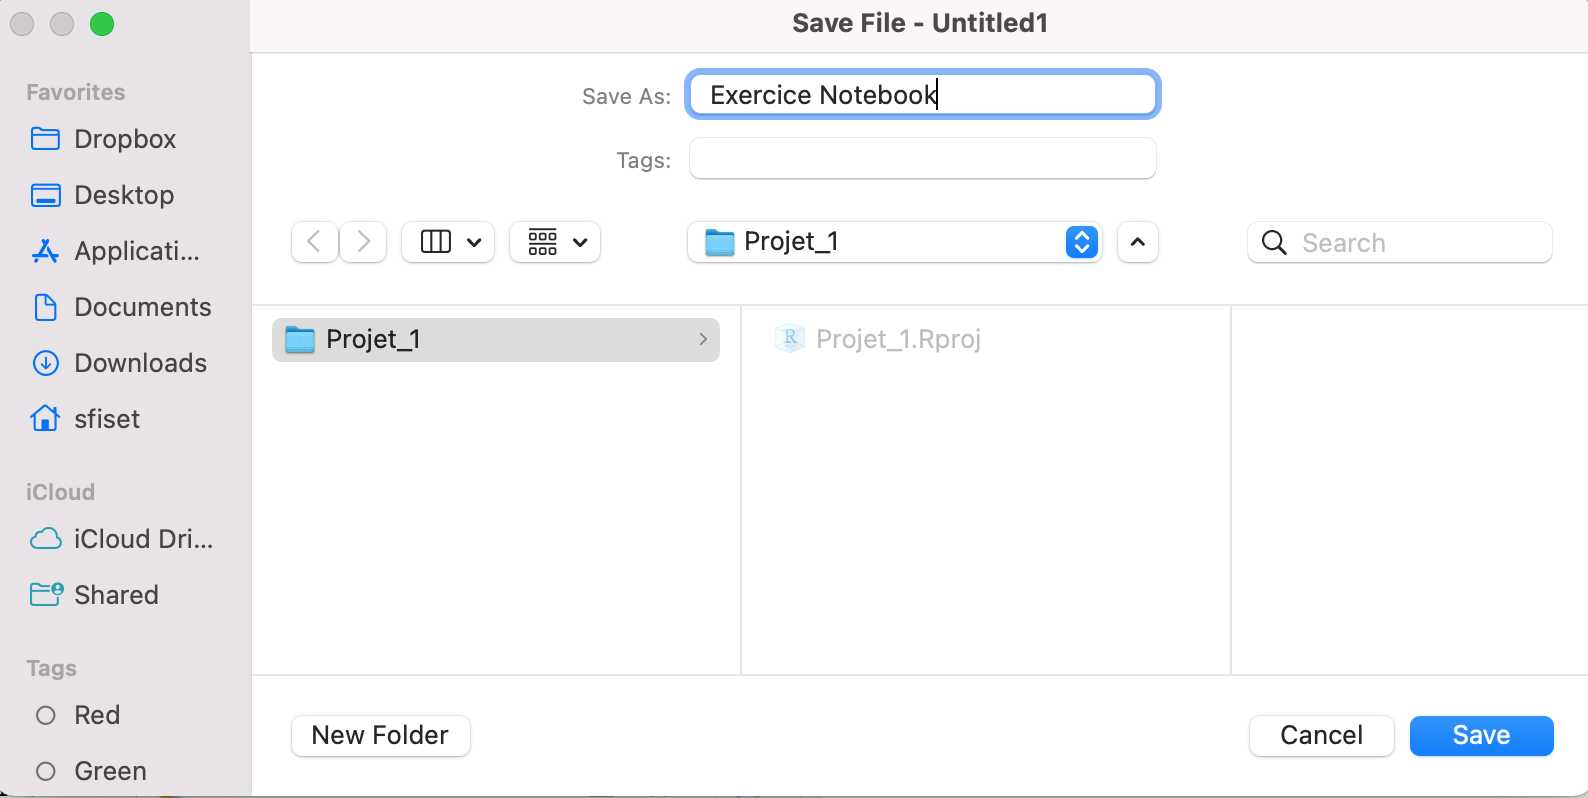 Save File - Untitled1
Favorites
Dropbox
Desktop
Applicati...
Documents
Downloads
sfiset
iCloud
iCloud Dri...
Shared
Tags
Red
Green
Save As: Exercice Notebook
Tags:
Projet_1
Search
Projet_1
Projet_1.Rproj
New Folder
Cancel
Save